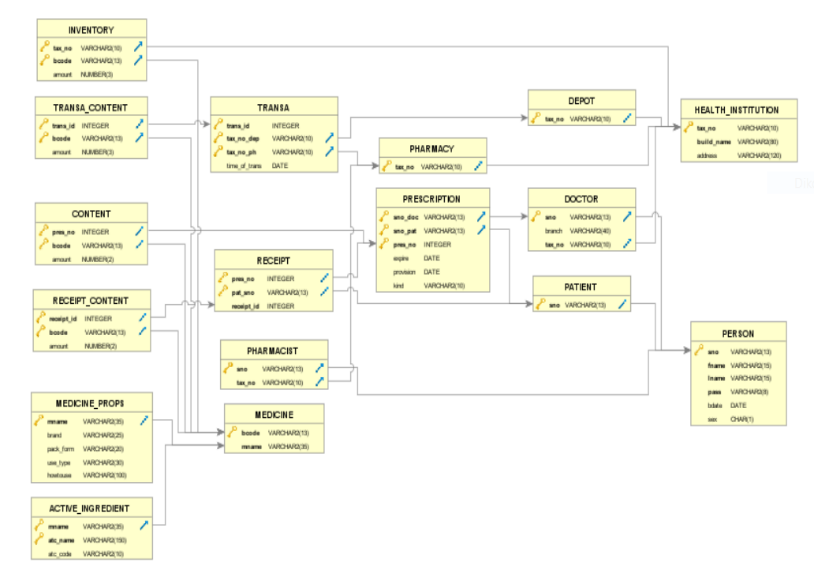 INVENTORY
tax_no VARCHAR2(10)
bcode VARCHAR2(13)
amount NUMBER(3)
TRANSA_CONTENT
trans_id INTEGER
bcode VARCHAR2(13)
amount NUMBER(3)
TRANSA
trans_id INTEGER
tax_no_dep VARCHAR2(10)
tax_no_ph VARCHAR2(10)
time_of_trans DATE
DEPOT
tax_no VARCHAR2(10)
HEALTH_INSTITUTION
tax_no VARCHAR2(10)
build_name VARCHAR2(80)
address VARCHAR2(120)
PHARMACY
tax_no VARCHAR2(10)
CONTENT
pres_no INTEGER
bcode VARCHAR2(13)
amount NUMBER(2)
PRESCRIPTION
sno_doc VARCHAR2(13)
sno_pat VARCHAR2(13)
pres_no INTEGER
expire DATE
provision DATE
kind VARCHAR2(10)
DOCTOR
sno VARCHAR2(13)
branch VARCHAR2(40)
tax_no VARCHAR2(10)
RECEIPT
pres_no INTEGER
pat_sno VARCHAR2(13)
receipt_id INTEGER
PATIENT
sno VARCHAR2(13)
RECEIPT_CONTENT
receipt_id INTEGER
bcode VARCHAR2(13)
amount NUMBER(2)
PHARMACIST
sno VARCHAR2(13)
tax_no VARCHAR2(10)
PERSON
sno VARCHAR2(13)
fname VARCHAR2(15)
lname VARCHAR2(15)
pass VARCHAR2(8)
bdate DATE
sex CHAR(1)
MEDICINE_PROPS
mname VARCHAR2(35)
brand VARCHAR2(25)
pack_form VARCHAR2(20)
use_type VARCHAR2(30)
howtouse VARCHAR2(100)
MEDICINE
bcode VARCHAR2(13)
mname VARCHAR2(35)
ACTIVE_INGREDIENT
mname VARCHAR2(35)
atc_name VARCHAR2(150)
atc_code VARCHAR2(10)